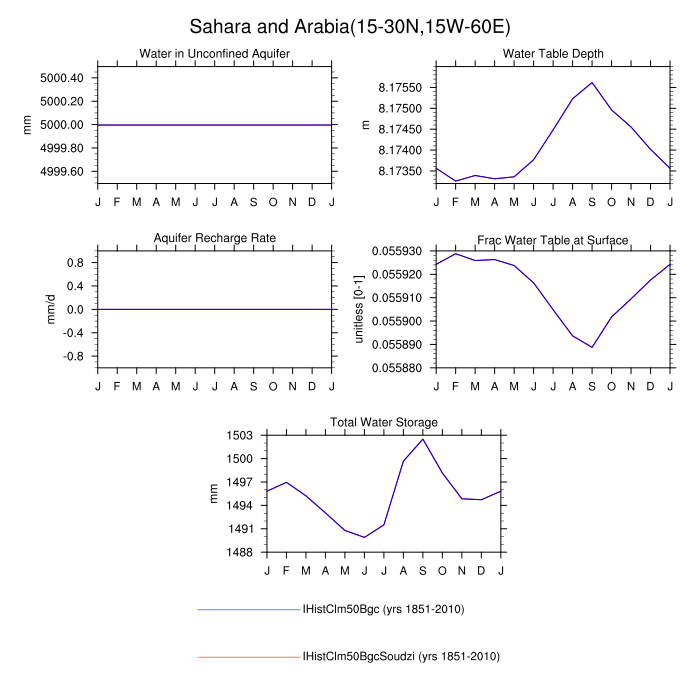 Sahara and Arabia(15-30N,15W-60E)
Water in Unconfined Aquifer
5000.40
5000.20
5000.00
4999.80
4999.60
mm
J F M A M J J A S O N D J
Water Table Depth
8.17550
8.17500
8.17450
8.17400
8.17350
m
J F M A M J J A S O N D J
Aquifer Recharge Rate
0.8
0.4
0.0
-0.4
-0.8
mm/d
J F M A M J J A S O N D J
Frac Water Table at Surface
0.055930
0.055920
0.055910
0.055900
0.055890
0.055880
unitless [0-1]
J F M A M J J A S O N D J
Total Water Storage
1503
1500
1497
1494
1491
1488
mm
J F M A M J J A S O N D J
IHistClm50Bgc (yrs 1851-2010)
IHistClm50BgcSoudzi (yrs 1851-2010)